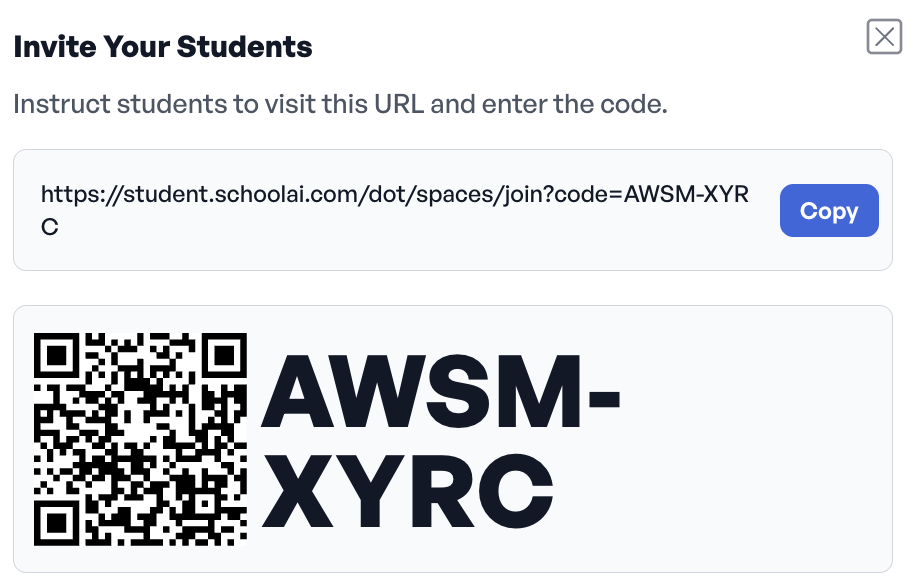 Invite Your Students
Instruct students to visit this URL and enter the code.
https://student.schoolai.com/dot/spaces/join?code=AWSM-XYR
C
Copy
AWSM-
XYRC